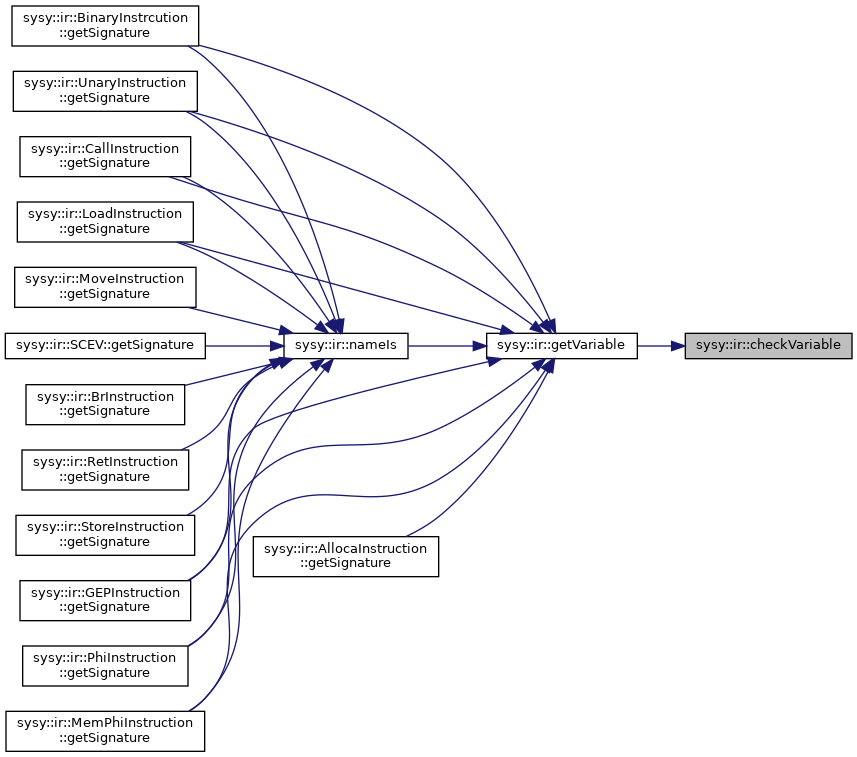 sysy::ir::BinaryInstrcution
::getSignature
sysy::ir::UnaryInstruction
::getSignature
sysy::ir::CallInstruction
::getSignature
sysy::ir::LoadInstruction
::getSignature
sysy::ir::MoveInstruction
::getSignature
sysy::ir::SCEV::getSignature
sysy::ir::nameIs
sysy::ir::getVariable
sysy::ir::checkVariable
sysy::ir::BrInstruction
::getSignature
sysy::ir::RetInstruction
::getSignature
sysy::ir::StoreInstruction
::getSignature
sysy::ir::AllocaInstruction
::getSignature
sysy::ir::GEPInstruction
::getSignature
sysy::ir::PhiInstruction
::getSignature
sysy::ir::MemPhiInstruction
::getSignature